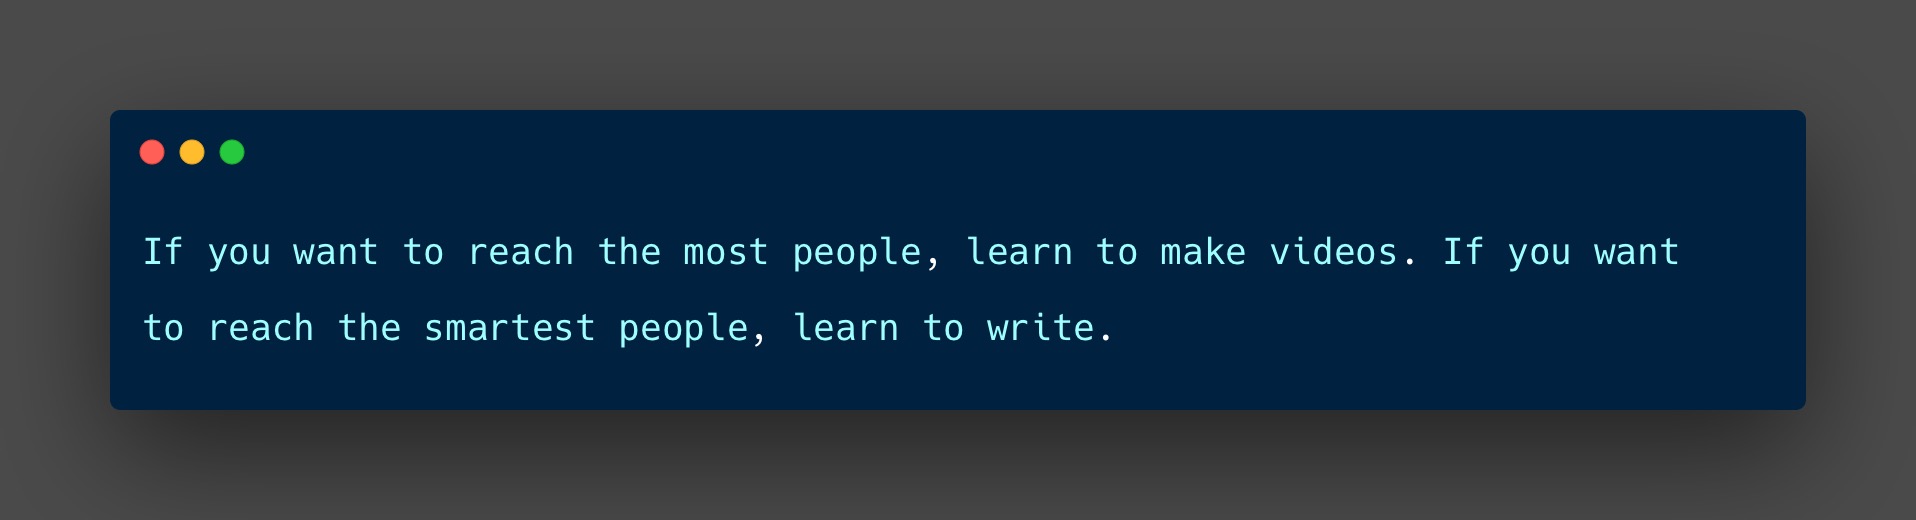 If you want to reach the most people, learn to make videos. If you want
to reach the smartest people, learn to write.